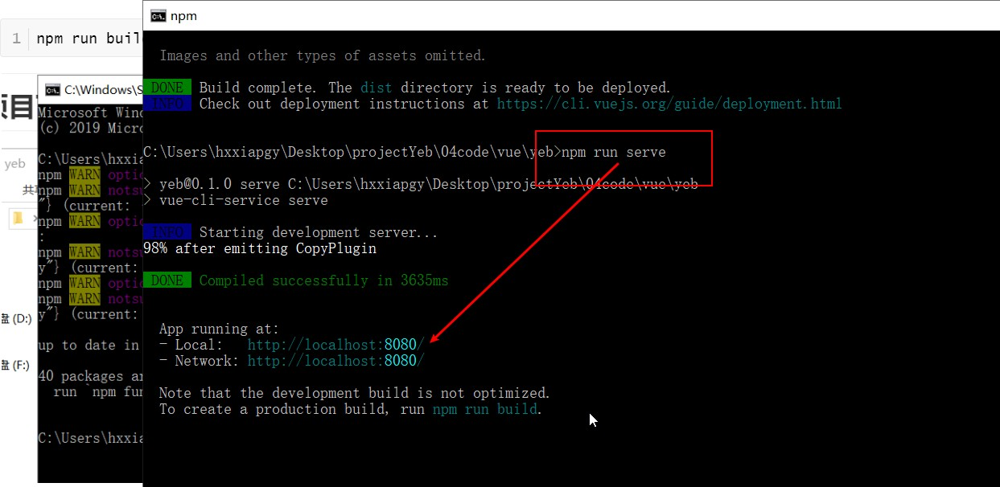 npm
1 npm run buil
Images and other types of assets omitted.
DONE Build complete. The dist directory is ready to be deployed.
INFO Check out deployment instructions at https://cli.vuejs.org/guide/deployment.html
C:\Users\hxxiapgy\Desktop\projectYeb\04code\vue\yeb>npm run serve
> yeb@0.1.0 serve C:\Users\hxxiapgy\Desktop\projectYeb\04code\vue\yeb
> vue-cli-service serve
INFO Starting development server...
98% after emitting CopyPlugin
DONE Compiled successfully in 3635ms
App running at:
- Local: http://localhost:8080/
- Network: http://localhost:8080/
Note that the development build is not optimized.
To create a production build, run npm run build.
C:\Windows\S
Microsoft Wind
(c) 2019 Micro
C:\Users\hxxia
npm WARN optio
npm WARN notsu
"} (current:
npm WARN optio
:
npm WARN notsu
y"} (current:
npm WARN optio
npm WARN notsu
y"} (current:
up to date in
40 packages ar
run `npm fun
C:\Users\hxxia
项目
yeb
共享
盘 (D:)
盘 (F:)